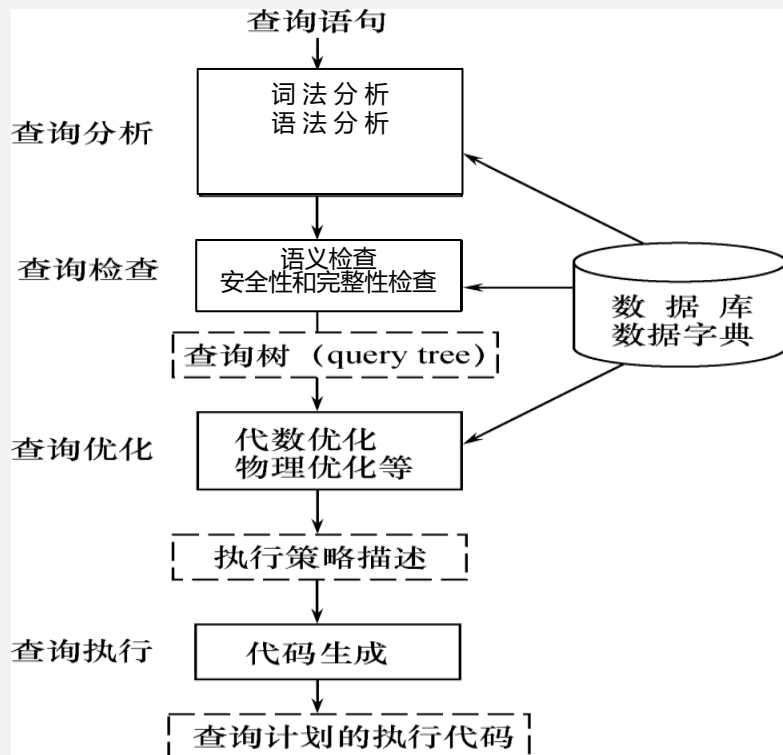 查询语句
词法分析
语法分析
查询分析
语义检查
安全性和完整性检查
查询检查
数据库
数据字典
查询树（query tree）
代数优化
物理优化等
查询优化
执行策略描述
代码生成
查询执行
查询计划的执行代码